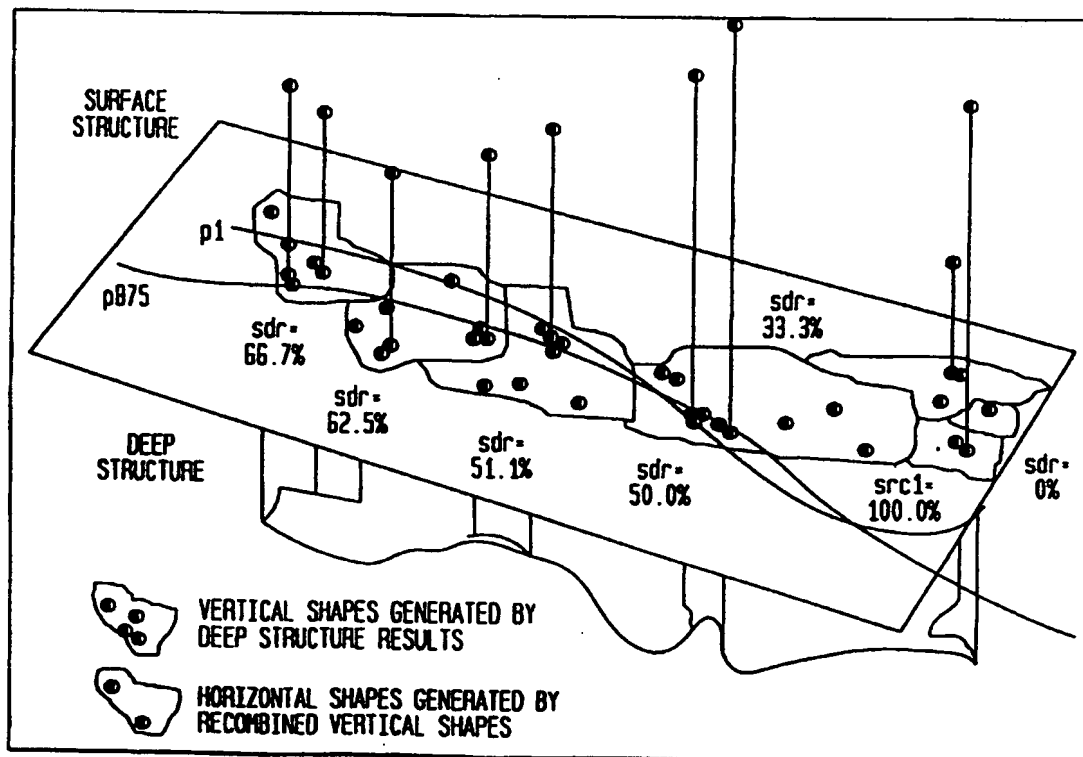 SURFACE
STRUCTURE
p1
p875
sdr=
33.3%
sdr=
66.7%
sdr=
62.5%
sdr=
51.1%
sdr=
50.0%
src1=
100.0%
sdr=
0%
DEEP
STRUCTURE
VERTICAL SHAPES GENERATED BY
DEEP STRUCTURE RESULTS
HORIZONTAL SHAPES GENERATED BY
RECOMBINED VERTICAL SHAPES